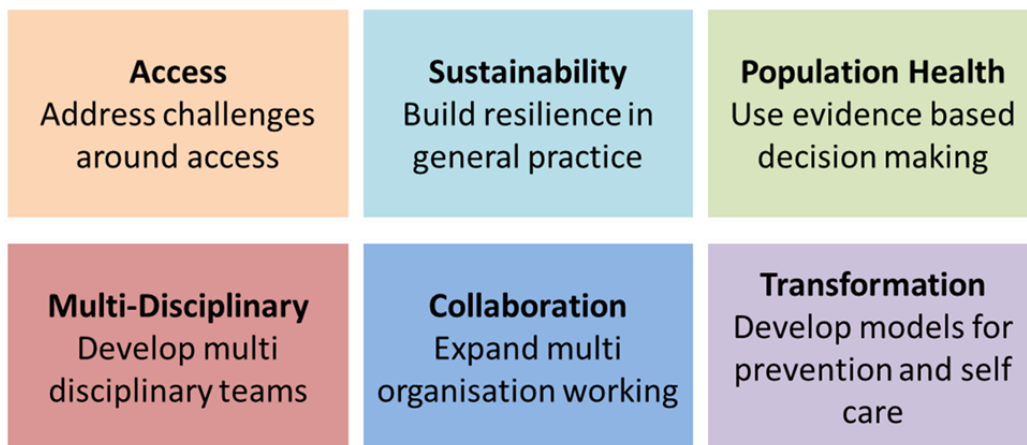 Access
Address challenges
around access
Sustainability
Build resilience in
general practice
Population Health
Use evidence based
decision making
Multi-Disciplinary
Develop multi
disciplinary teams
Collaboration
Expand multi
organisation working
Transformation
Develop models for
prevention and self
care